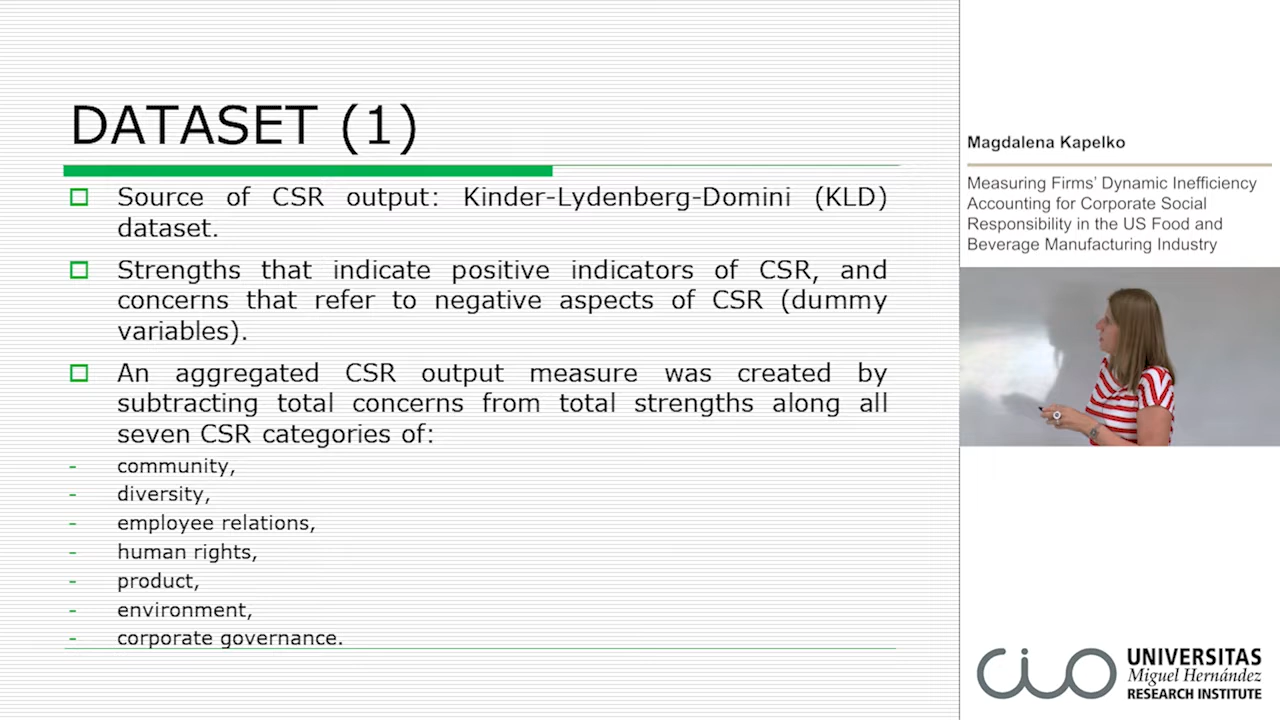 DATASET (1)
Source of CSR output: Kinder-Lydenberg-Domini (KLD)
dataset.
Strengths that indicate positive indicators of CSR, and
concerns that refer to negative aspects of CSR (dummy
variables).
An aggregated CSR output measure was created by
subtracting total concerns from total strengths along all
seven CSR categories of:
- community,
- diversity,
- employee relations,
- human rights,
- product,
- environment,
- corporate governance.
Magdalena Kapelko
Measuring Firms' Dynamic Inefficiency
Accounting for Corporate Social
Responsibility in the US Food and
Beverage Manufacturing Industry
cio
UNIVERSITAS
Miguel Hernández
RESEARCH INSTITUTE